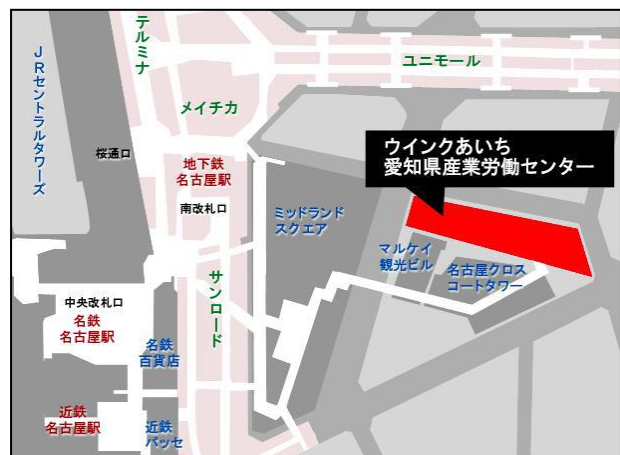 テルミナ
ユニモール
JRセントラルタワーズ
メイチカ
ウインクあいち
愛知県産業労働センター
桜通口
地下鉄
名古屋駅
南改札口
ミッドランド
スクエア
マルケイ
観光ビル
名古屋クロス
コートタワー
サンロード
中央改札口
名鉄
名古屋駅
名鉄
百貨店
近鉄
名古屋駅
近鉄
パッセ